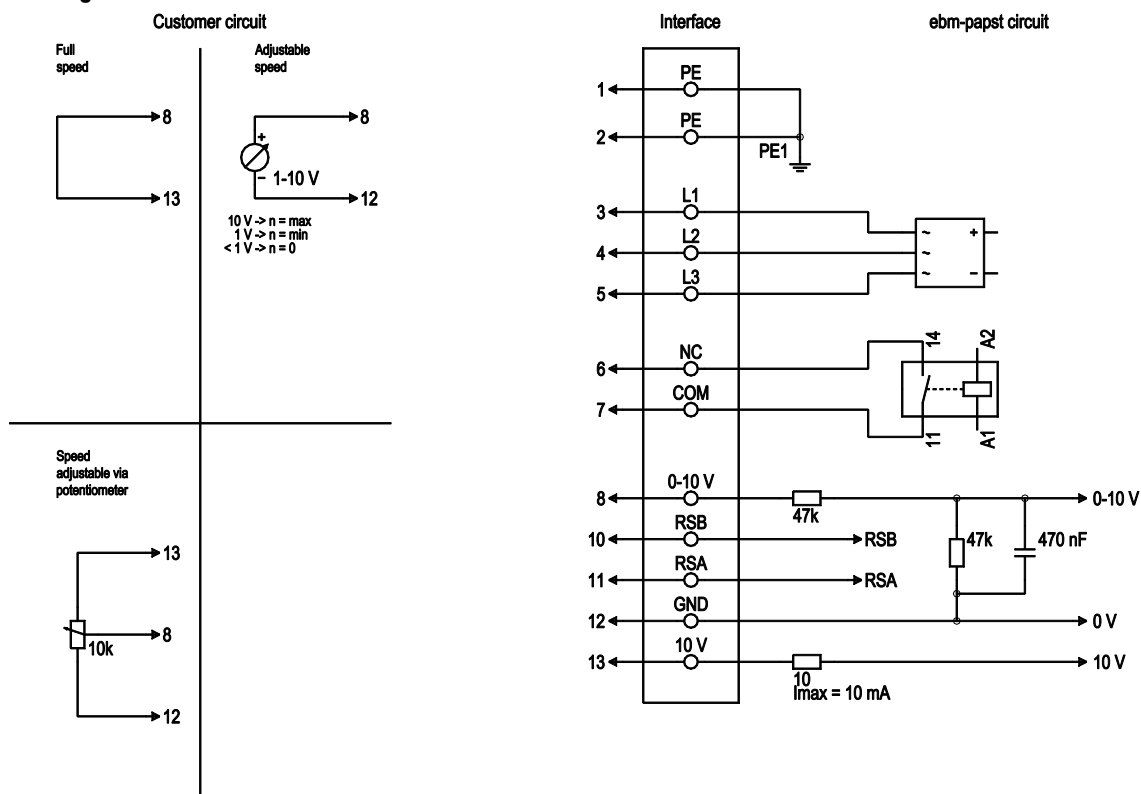 Customer circuit
Interface
ebm-papst circuit
Full
speed
8
13
Adjustable
speed
8
+
–
1-10 V
12
10 V -> n = max
1 V -> n = min
< 1 V -> n = 0
Speed
adjustable via
potentiometer
13
8
10k
12
1
PE
2
PE
PE1
3
L1
4
L2
5
L3
~
~
~
+
–
6
NC
7
COM
14
A2
11
A1
8
0-10 V
47k
0-10 V
10
RSB
RSB
47k
470 nF
11
RSA
RSA
12
GND
0 V
13
10 V
10
Imax = 10 mA
10 V